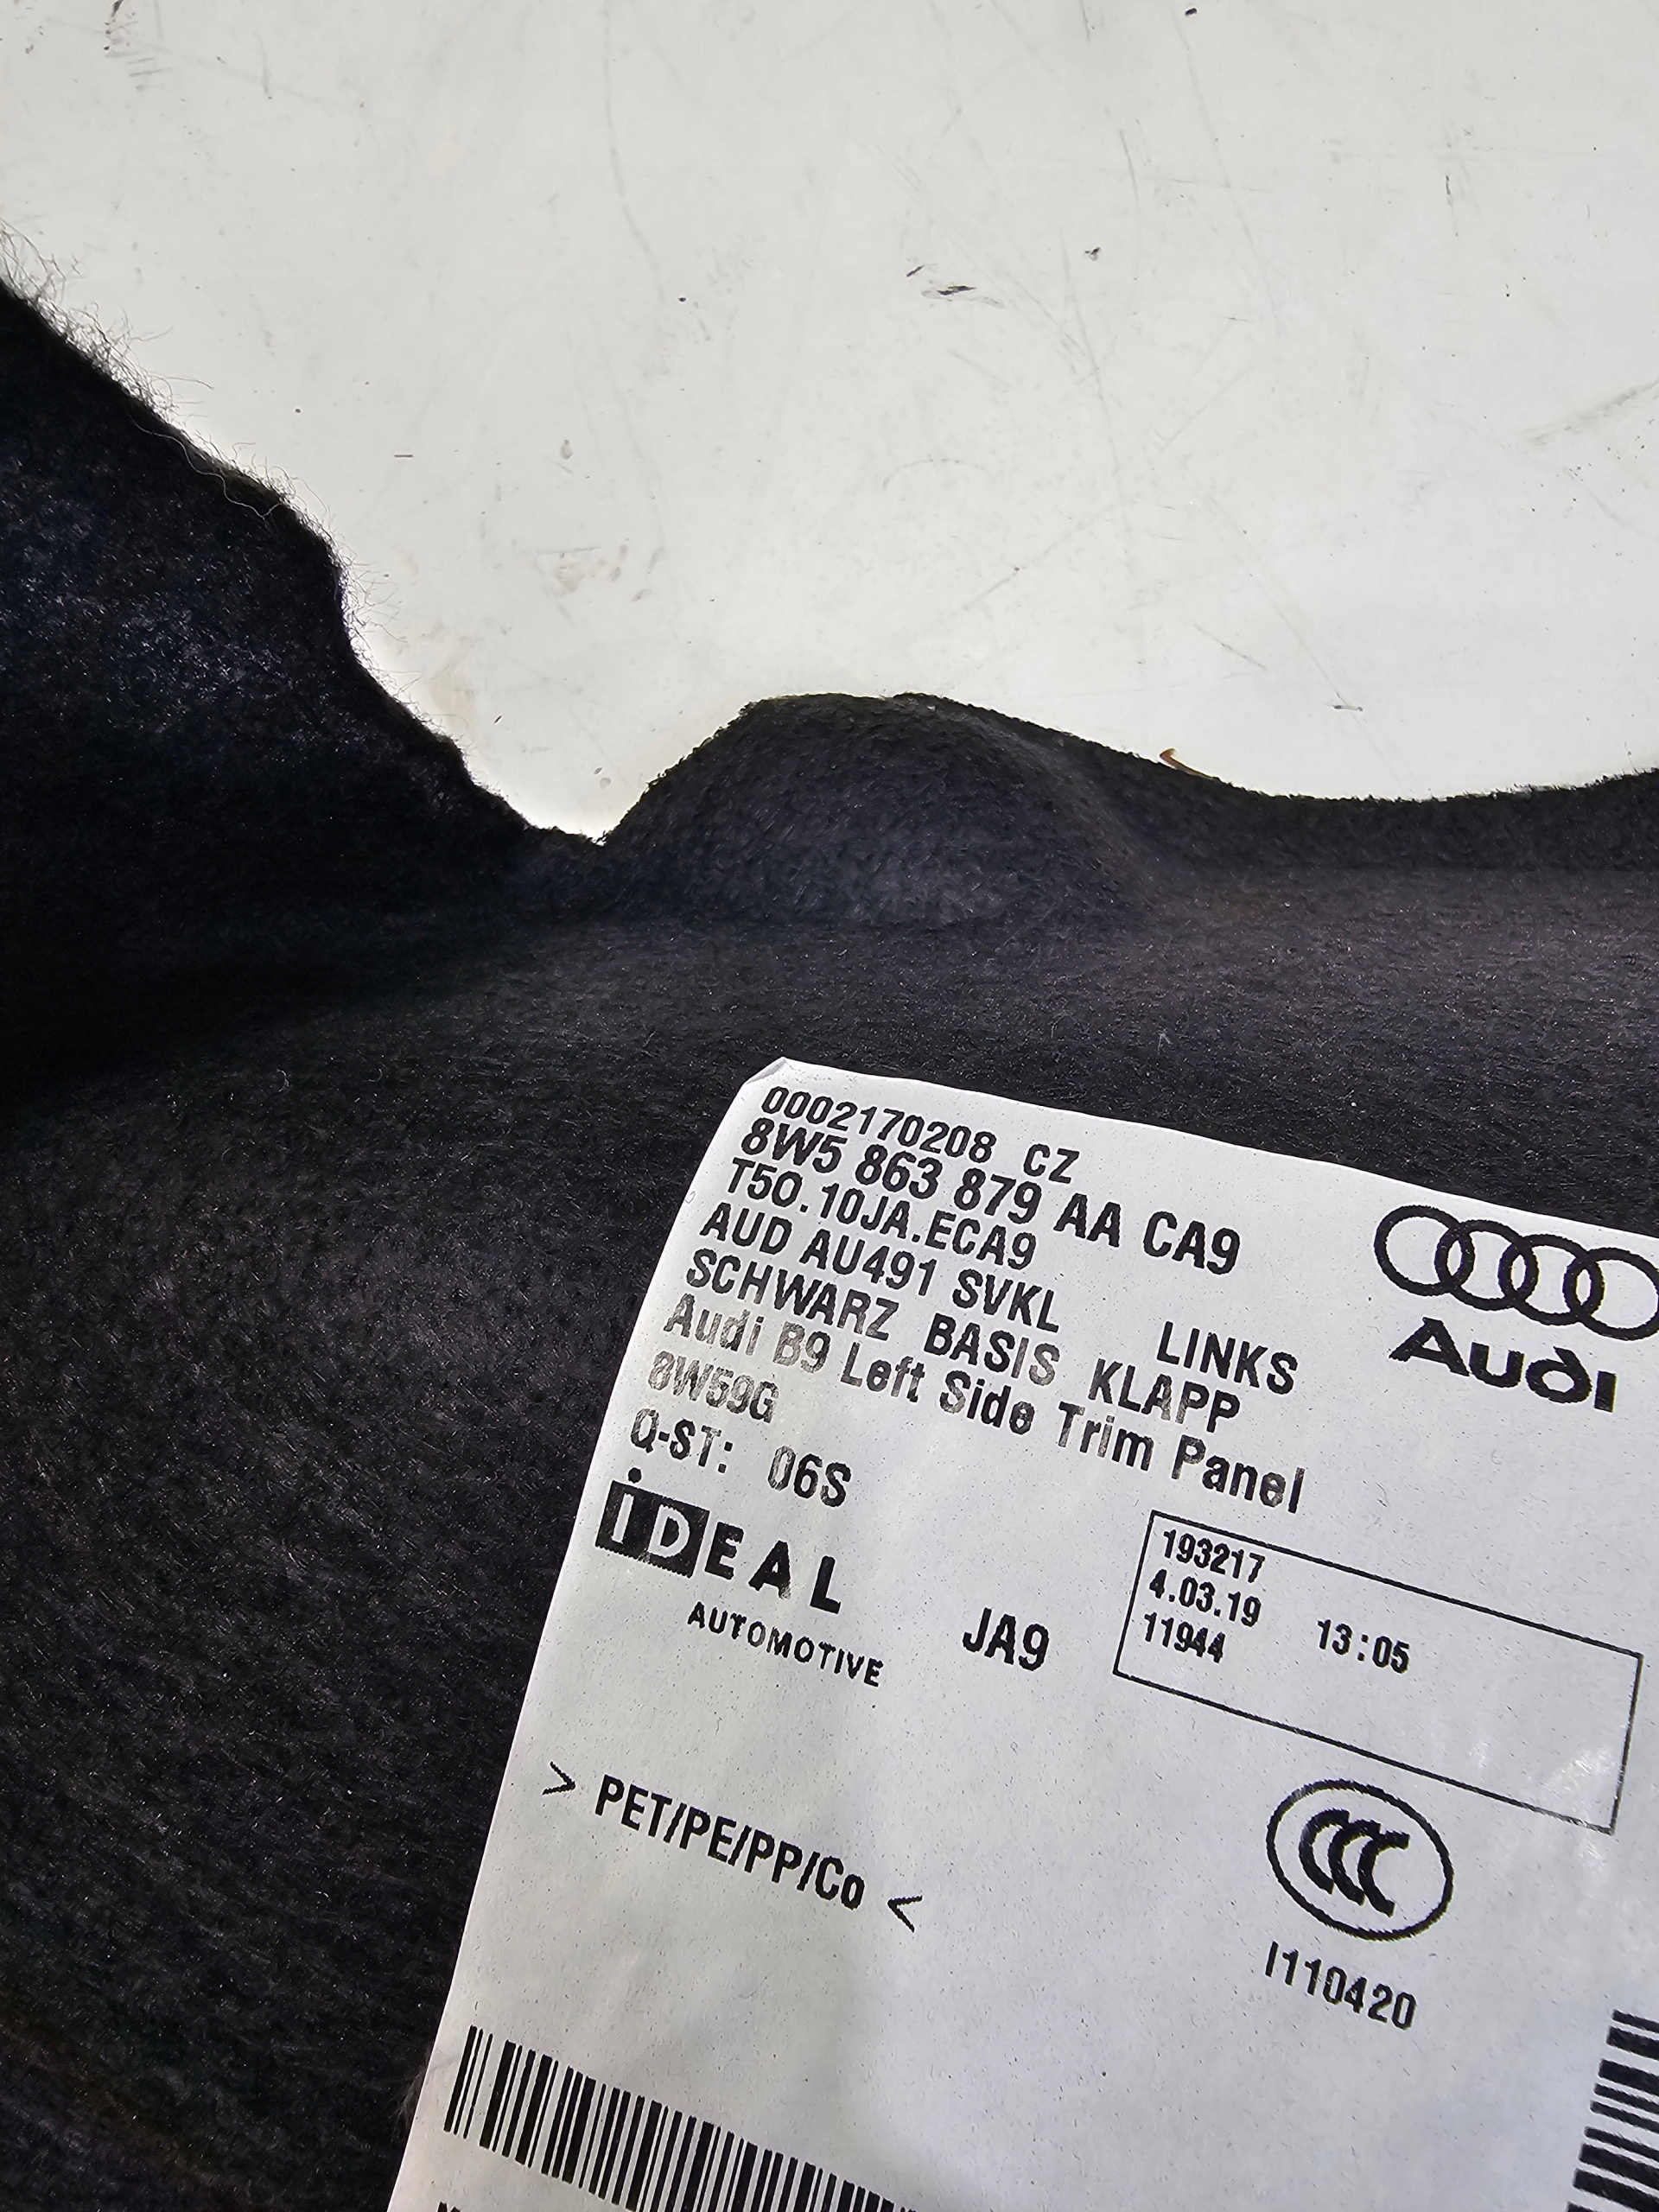 0002170208 CZ
8W5 863 879 AA CA9
T50.10JA.ECA9
AUD AU491 SVKL LINKS
SCHWARZ BASIS KLAPP
Audi B9 Left Side Trim Panel
8W59G
Q-ST: 06S
Audi
iDEAL
AUTOMOTIVE
JA9
193217
4.03.19 13:05
11944
> PET/PE/PP/Co <
CCC
I110420